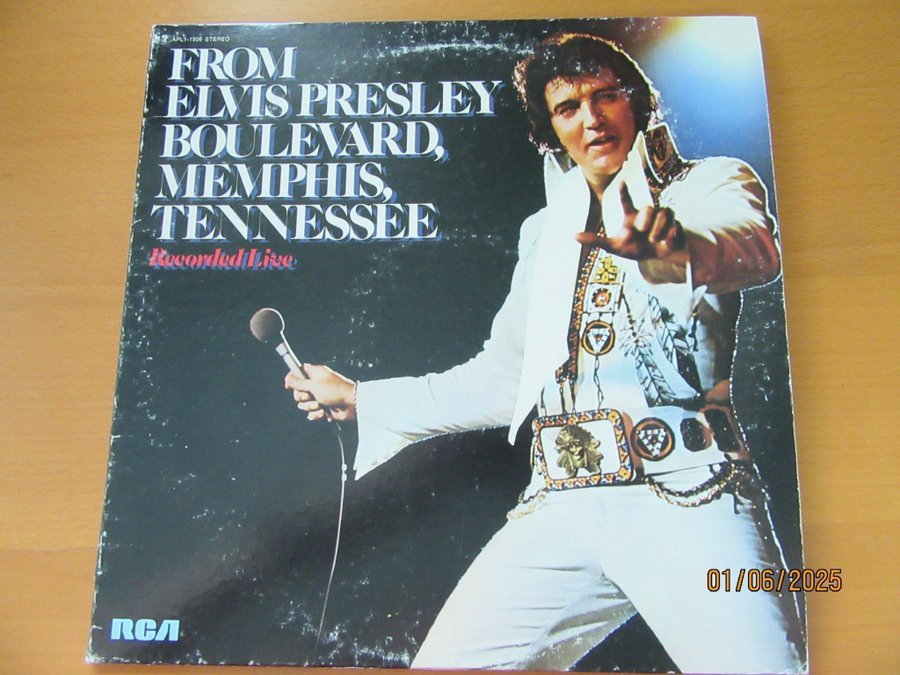 APL1-1506 STEREO
FROM
ELVIS PRESLEY
BOULEVARD,
MEMPHIS,
TENNESSEE
Recorded Live
RCA
01/06/2025